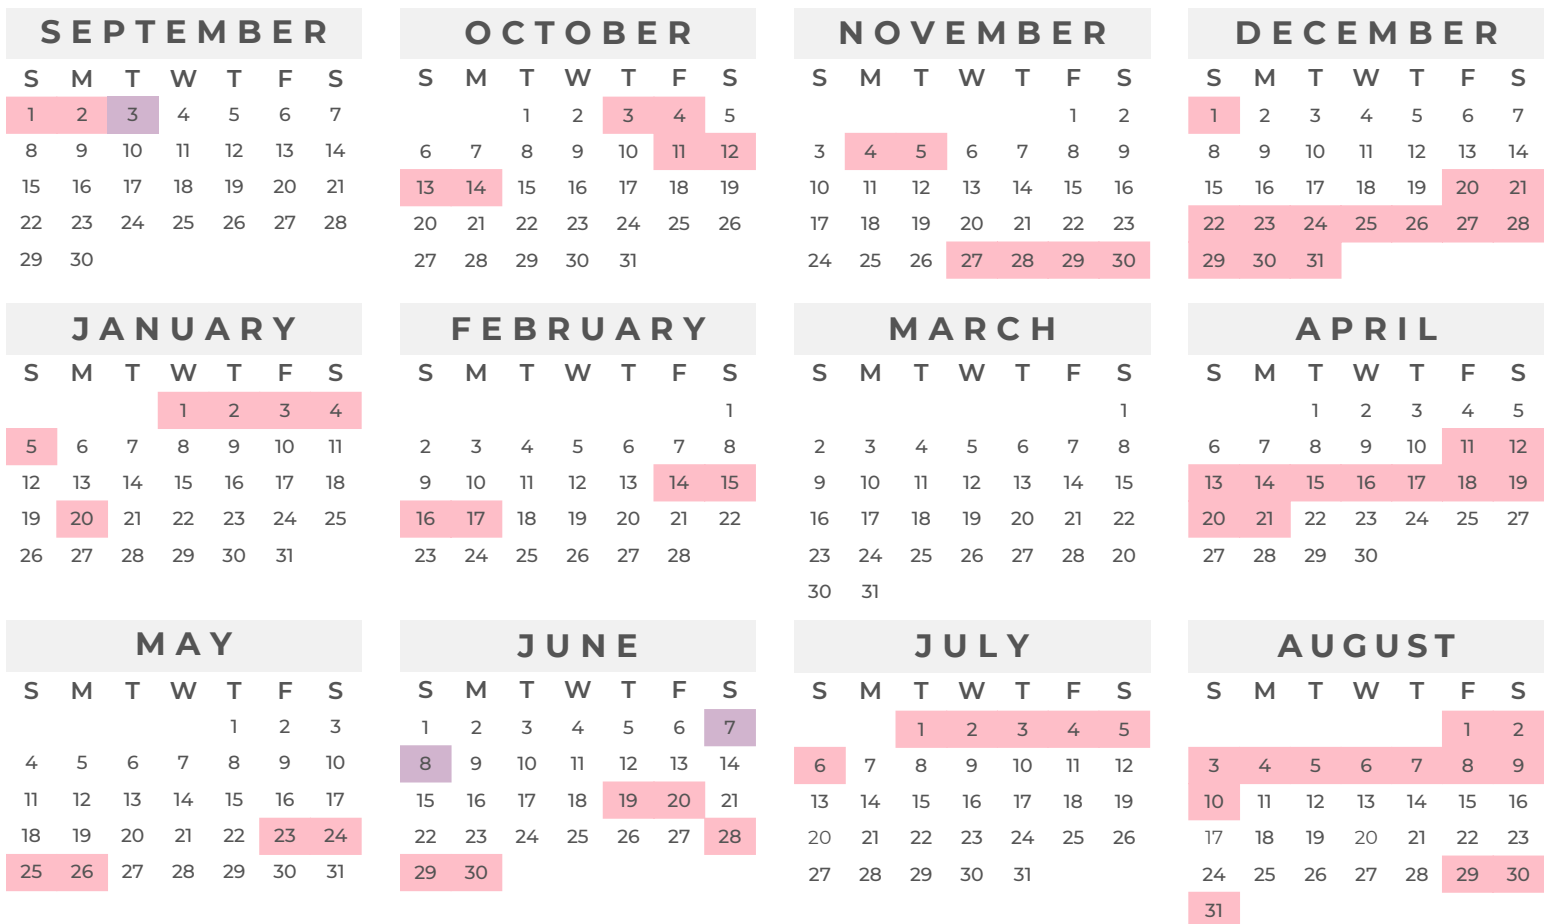 SEPTEMBER
S M T W T F S
1 2 3 4 5 6 7
8 9 10 11 12 13 14
15 16 17 18 19 20 21
22 23 24 25 26 27 28
29 30
OCTOBER
S M T W T F S
1 2 3 4 5
6 7 8 9 10 11 12
13 14 15 16 17 18 19
20 21 22 23 24 25 26
27 28 29 30 31
NOVEMBER
S M T W T F S
1 2
3 4 5 6 7 8 9
10 11 12 13 14 15 16
17 18 19 20 21 22 23
24 25 26 27 28 29 30
DECEMBER
S M T W T F S
1 2 3 4 5 6 7
8 9 10 11 12 13 14
15 16 17 18 19 20 21
22 23 24 25 26 27 28
29 30 31
JANUARY
S M T W T F S
1 2 3 4
5 6 7 8 9 10 11
12 13 14 15 16 17 18
19 20 21 22 23 24 25
26 27 28 29 30 31
FEBRUARY
S M T W T F S
1
2 3 4 5 6 7 8
9 10 11 12 13 14 15
16 17 18 19 20 21 22
23 24 25 26 27 28
MARCH
S M T W T F S
1
2 3 4 5 6 7 8
9 10 11 12 13 14 15
16 17 18 19 20 21 22
23 24 25 26 27 28 20
30 31
APRIL
S M T W T F S
1 2 3 4 5
6 7 8 9 10 11 12
13 14 15 16 17 18 19
20 21 22 23 24 25 27
27 28 29 30
MAY
S M T W T F S
1 2 3
4 5 6 7 8 9 10
11 12 13 14 15 16 17
18 19 20 21 22 23 24
25 26 27 28 29 30 31
JUNE
S M T W T F S
1 2 3 4 5 6 7
8 9 10 11 12 13 14
15 16 17 18 19 20 21
22 23 24 25 26 27 28
29 30
JULY
S M T W T F S
1 2 3 4 5
6 7 8 9 10 11 12
13 14 15 16 17 18 19
20 21 22 23 24 25 26
27 28 29 30 31
AUGUST
S M T W T F S
1 2
3 4 5 6 7 8 9
10 11 12 13 14 15 16
17 18 19 20 21 22 23
24 25 26 27 28 29 30
31